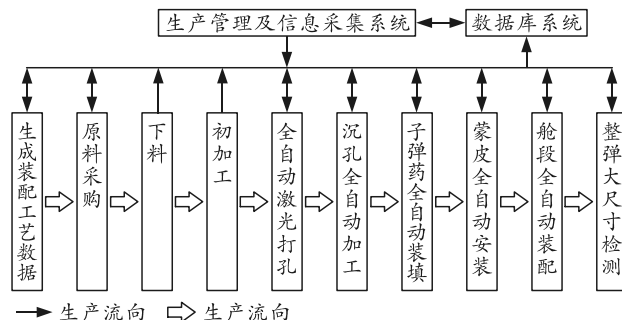 生产管理及信息采集系统
数据库系统
生成装配工艺数据
原料采购
下料
初加工
全自动激光打孔
沉孔全自动加工
子弹药全自动装填
蒙皮全自动安装
舱段全自动装配
整弹大尺寸检测
生产流向 生产流向